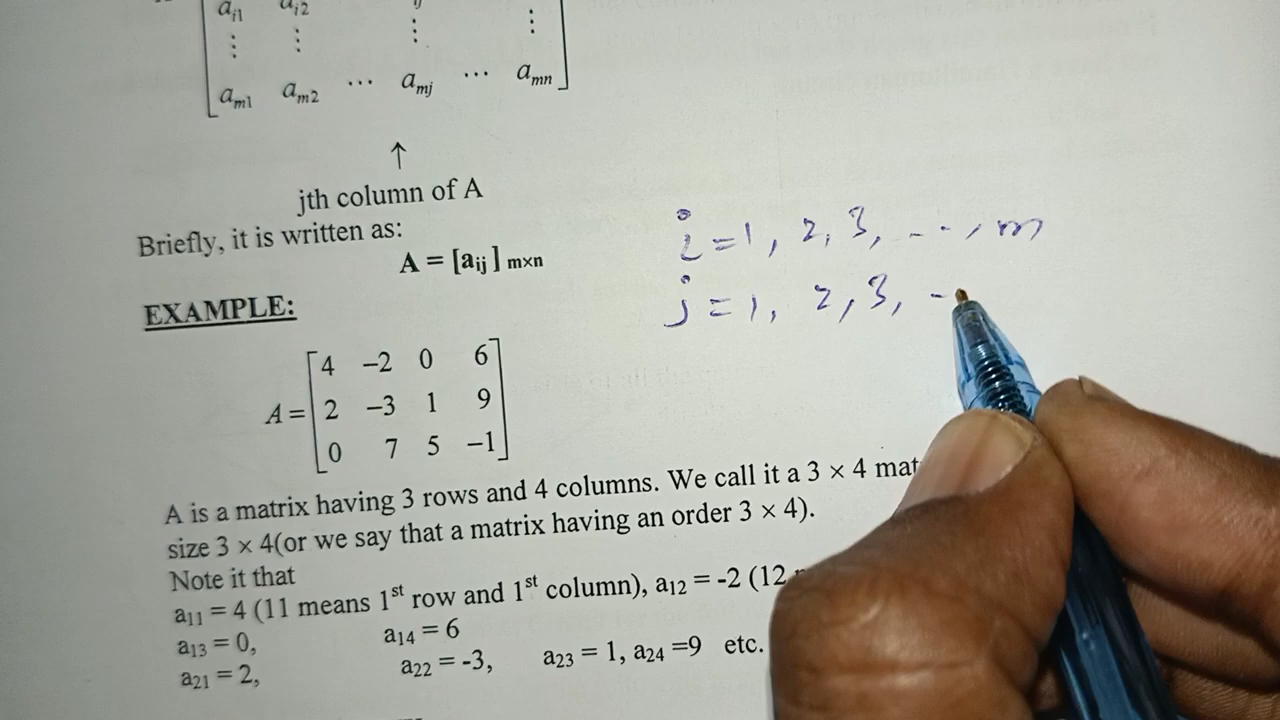 a_i1 a_i2
⋮ ⋮ ⋮ ⋮
a_m1 a_m2 ... a_mj ... a_mn
↑
jth column of A
Briefly, it is written as:
A = [a_ij] m×n
i = 1, 2, 3, ..., m
j = 1, 2, 3, -
EXAMPLE:
A = [4 −2 0 6
2 −3 1 9
0 7 5 −1]
A is a matrix having 3 rows and 4 columns. We call it a 3 × 4 mat
size 3 × 4(or we say that a matrix having an order 3 × 4).
Note it that
a11 = 4 (11 means 1st row and 1st column), a12 = -2 (12
a13 = 0, a14 = 6
a21 = 2, a22 = -3, a23 = 1, a24 =9 etc.